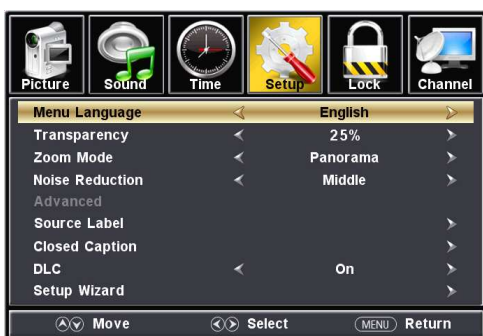 Picture Sound Time Setup Lock Channel
Menu Language English
Transparency 25%
Zoom Mode Panorama
Noise Reduction Middle
Advanced
Source Label
Closed Caption
DLC On
Setup Wizard
Move Select MENU Return